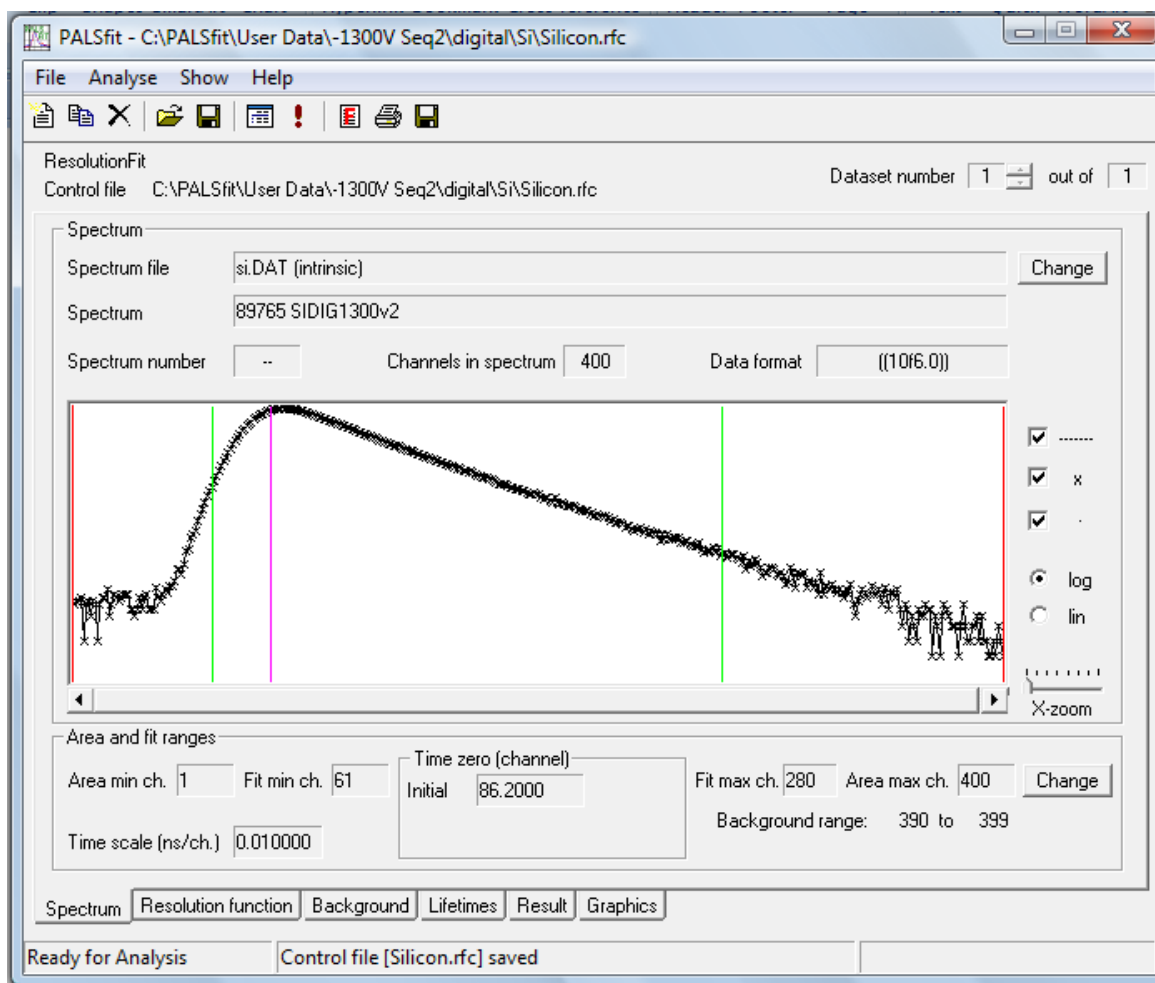 PALSfit - C:\PALSfit\User Data\-1300V Seq2\digital\Si\Silicon.rfc
File Analyse Show Help
ResolutionFit
Control file C:\PALSfit\User Data\-1300V Seq2\digital\Si\Silicon.rfc
Dataset number 1 out of 1
Spectrum
Spectrum file si.DAT (intrinsic) Change
Spectrum 89765 SIDIG1300v2
Spectrum number -- Channels in spectrum 400 Data format ((10f6.0))
-------
x
.
log
lin
X-zoom
Area and fit ranges
Area min ch. 1 Fit min ch. 61
Time zero (channel)
Initial 86.2000
Fit max ch. 280 Area max ch. 400 Change
Background range: 390 to 399
Time scale (ns/ch.) 0.010000
Spectrum Resolution function Background Lifetimes Result Graphics
Ready for Analysis Control file [Silicon.rfc] saved